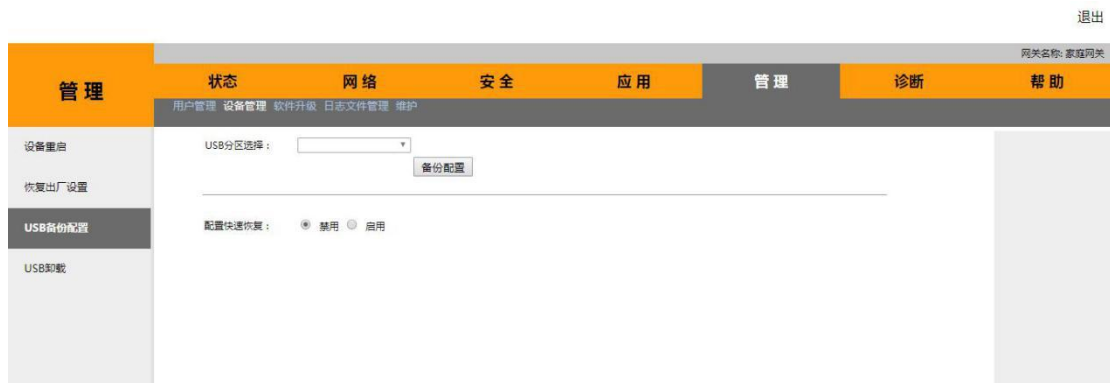 退出
网关名称: 家庭网关
管 理
状态 网 络 安 全 应 用 管 理 诊断 帮 助
用户管理 设备管理 软件升级 日志文件管理 维护
设备重启
恢复出厂设置
USB备份配置
USB卸载
USB分区选择：
备份配置
配置快速恢复： 禁用 启用